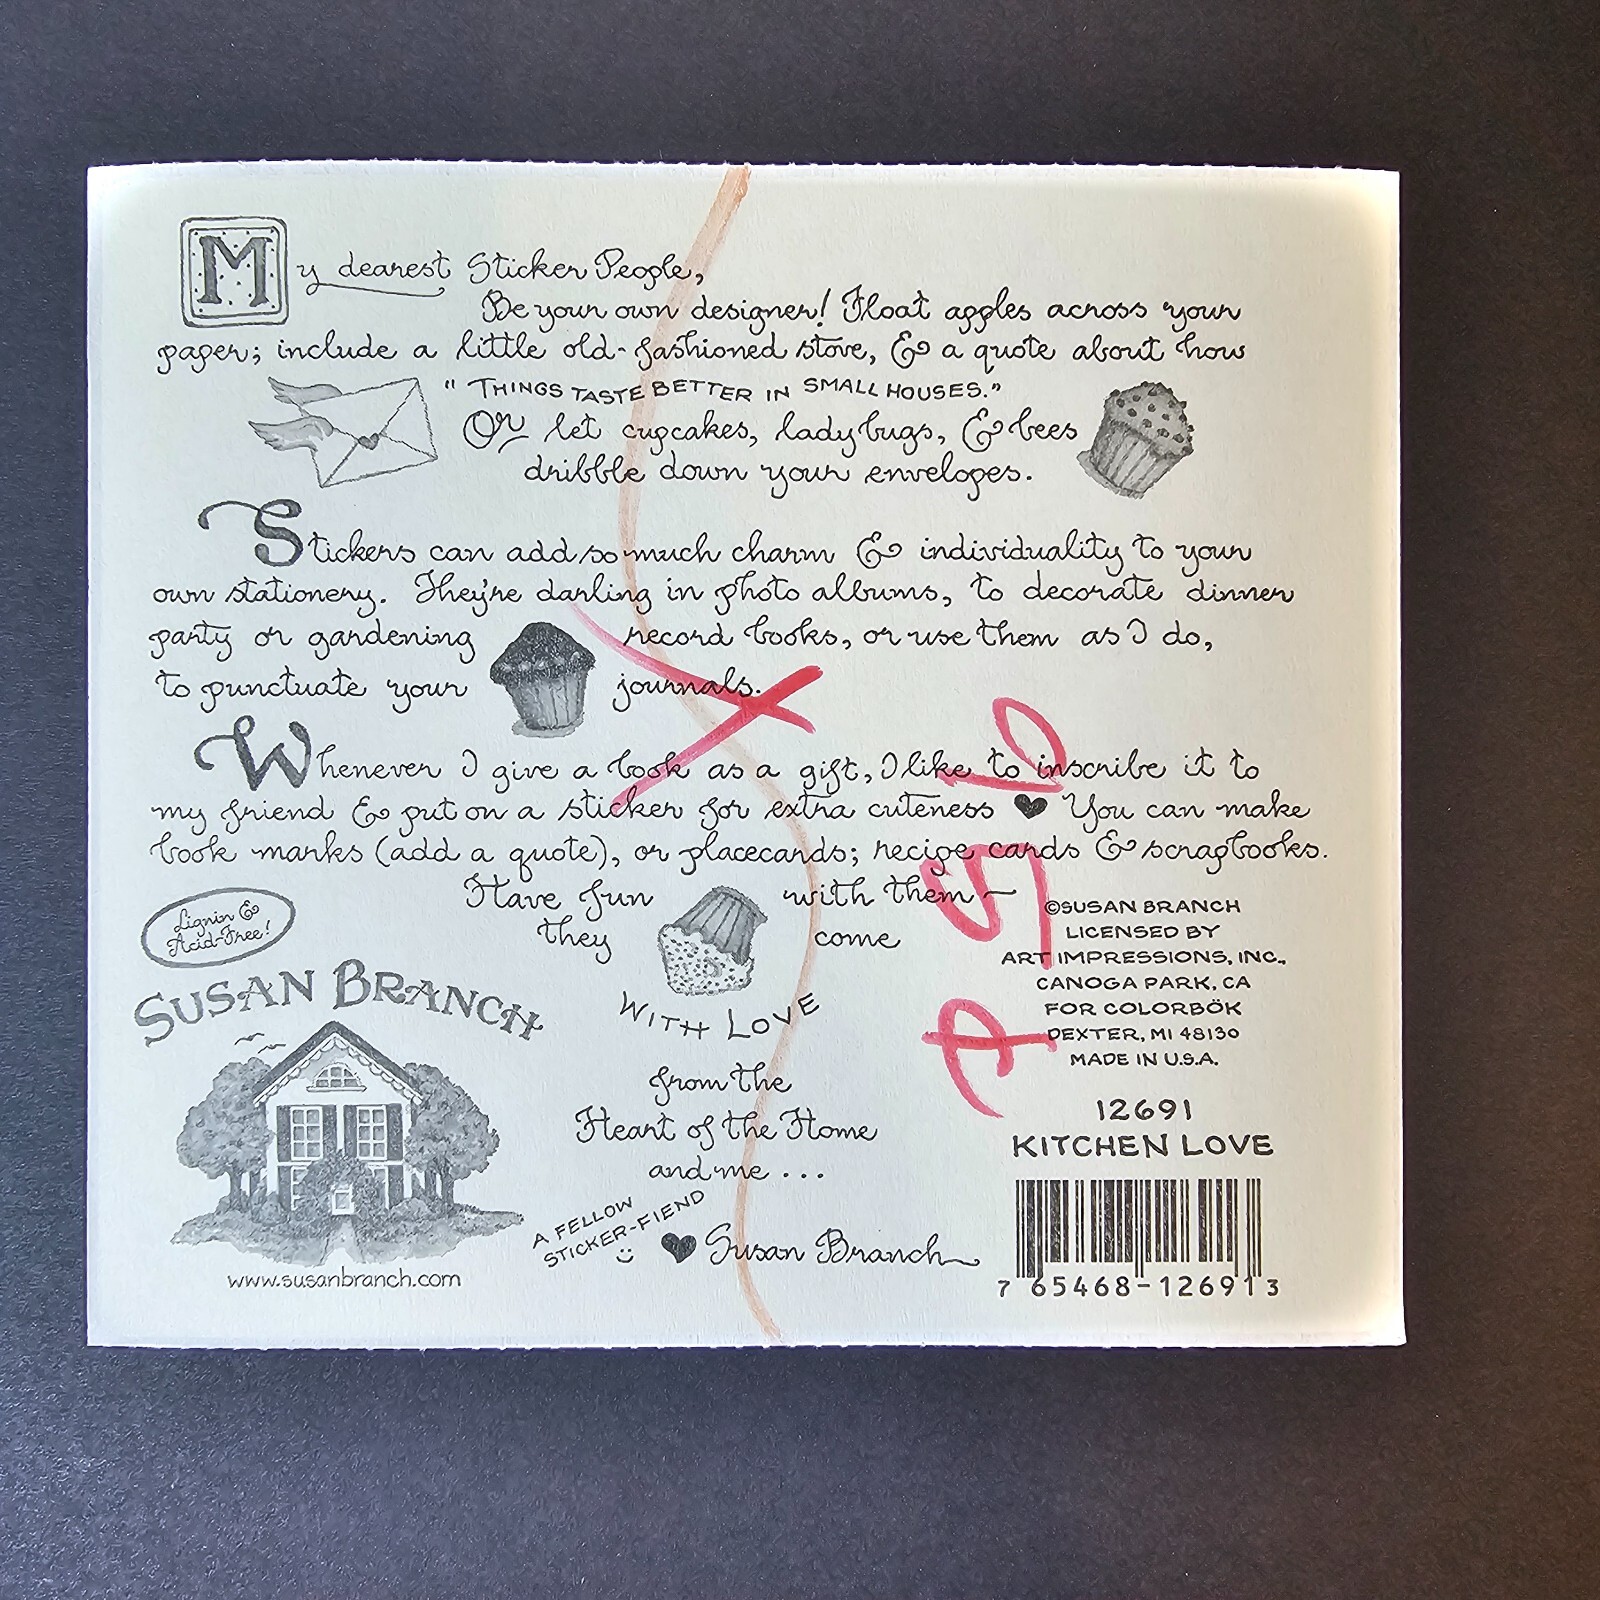 My dearest Sticker People,
Be your own designer! Float apples across your
paper; include a little old-fashioned stove, & a quote about how
"THINGS TASTE BETTER IN SMALL HOUSES."
Or let cupcakes, ladybugs, & bees
dribble down your envelopes.
Stickers can add so much charm & individuality to your
own stationery. They're darling in photo albums, to decorate dinner
party or gardening record books, or use them as I do,
to punctuate your journals.
Whenever I give a book as a gift, I like to inscribe it to
my friend & put on a sticker for extra cuteness ♥ You can make
book marks (add a quote), or placecards; recipe cards & scrapbooks.
Have fun with them ~
they come
WITH LOVE
from the
Heart of the Home
and me ...
A FELLOW
STICKER-FIEND
♥ Susan Branch
Lignin &
Acid-Free!
SUSAN BRANCH
www.susanbranch.com
©SUSAN BRANCH
LICENSED BY
ART IMPRESSIONS, INC.,
CANOGA PARK, CA
FOR COLORBÖK
DEXTER, MI 48130
MADE IN U.S.A.
12691
KITCHEN LOVE
7 65468-12691 3